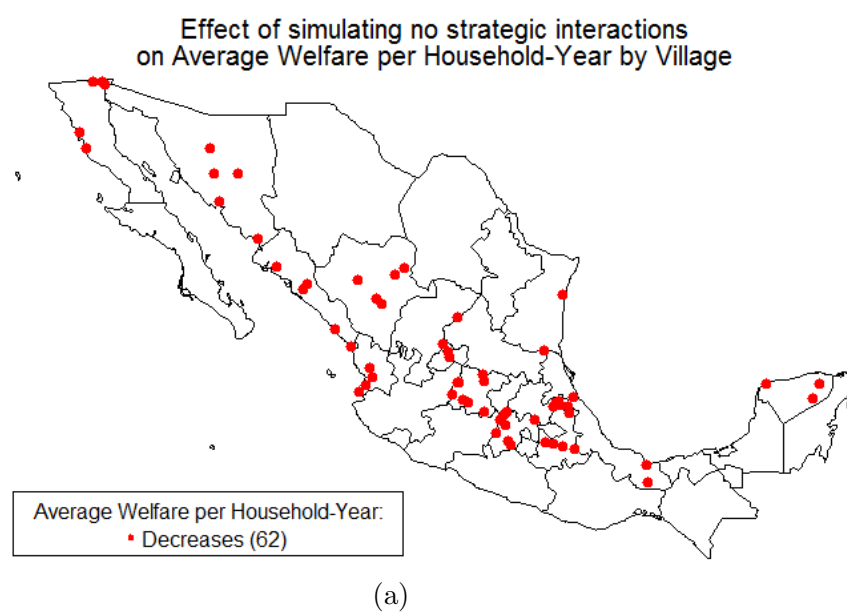 Effect of simulating no strategic interactions
on Average Welfare per Household-Year by Village
Average Welfare per Household-Year:
Decreases (62)
(a)